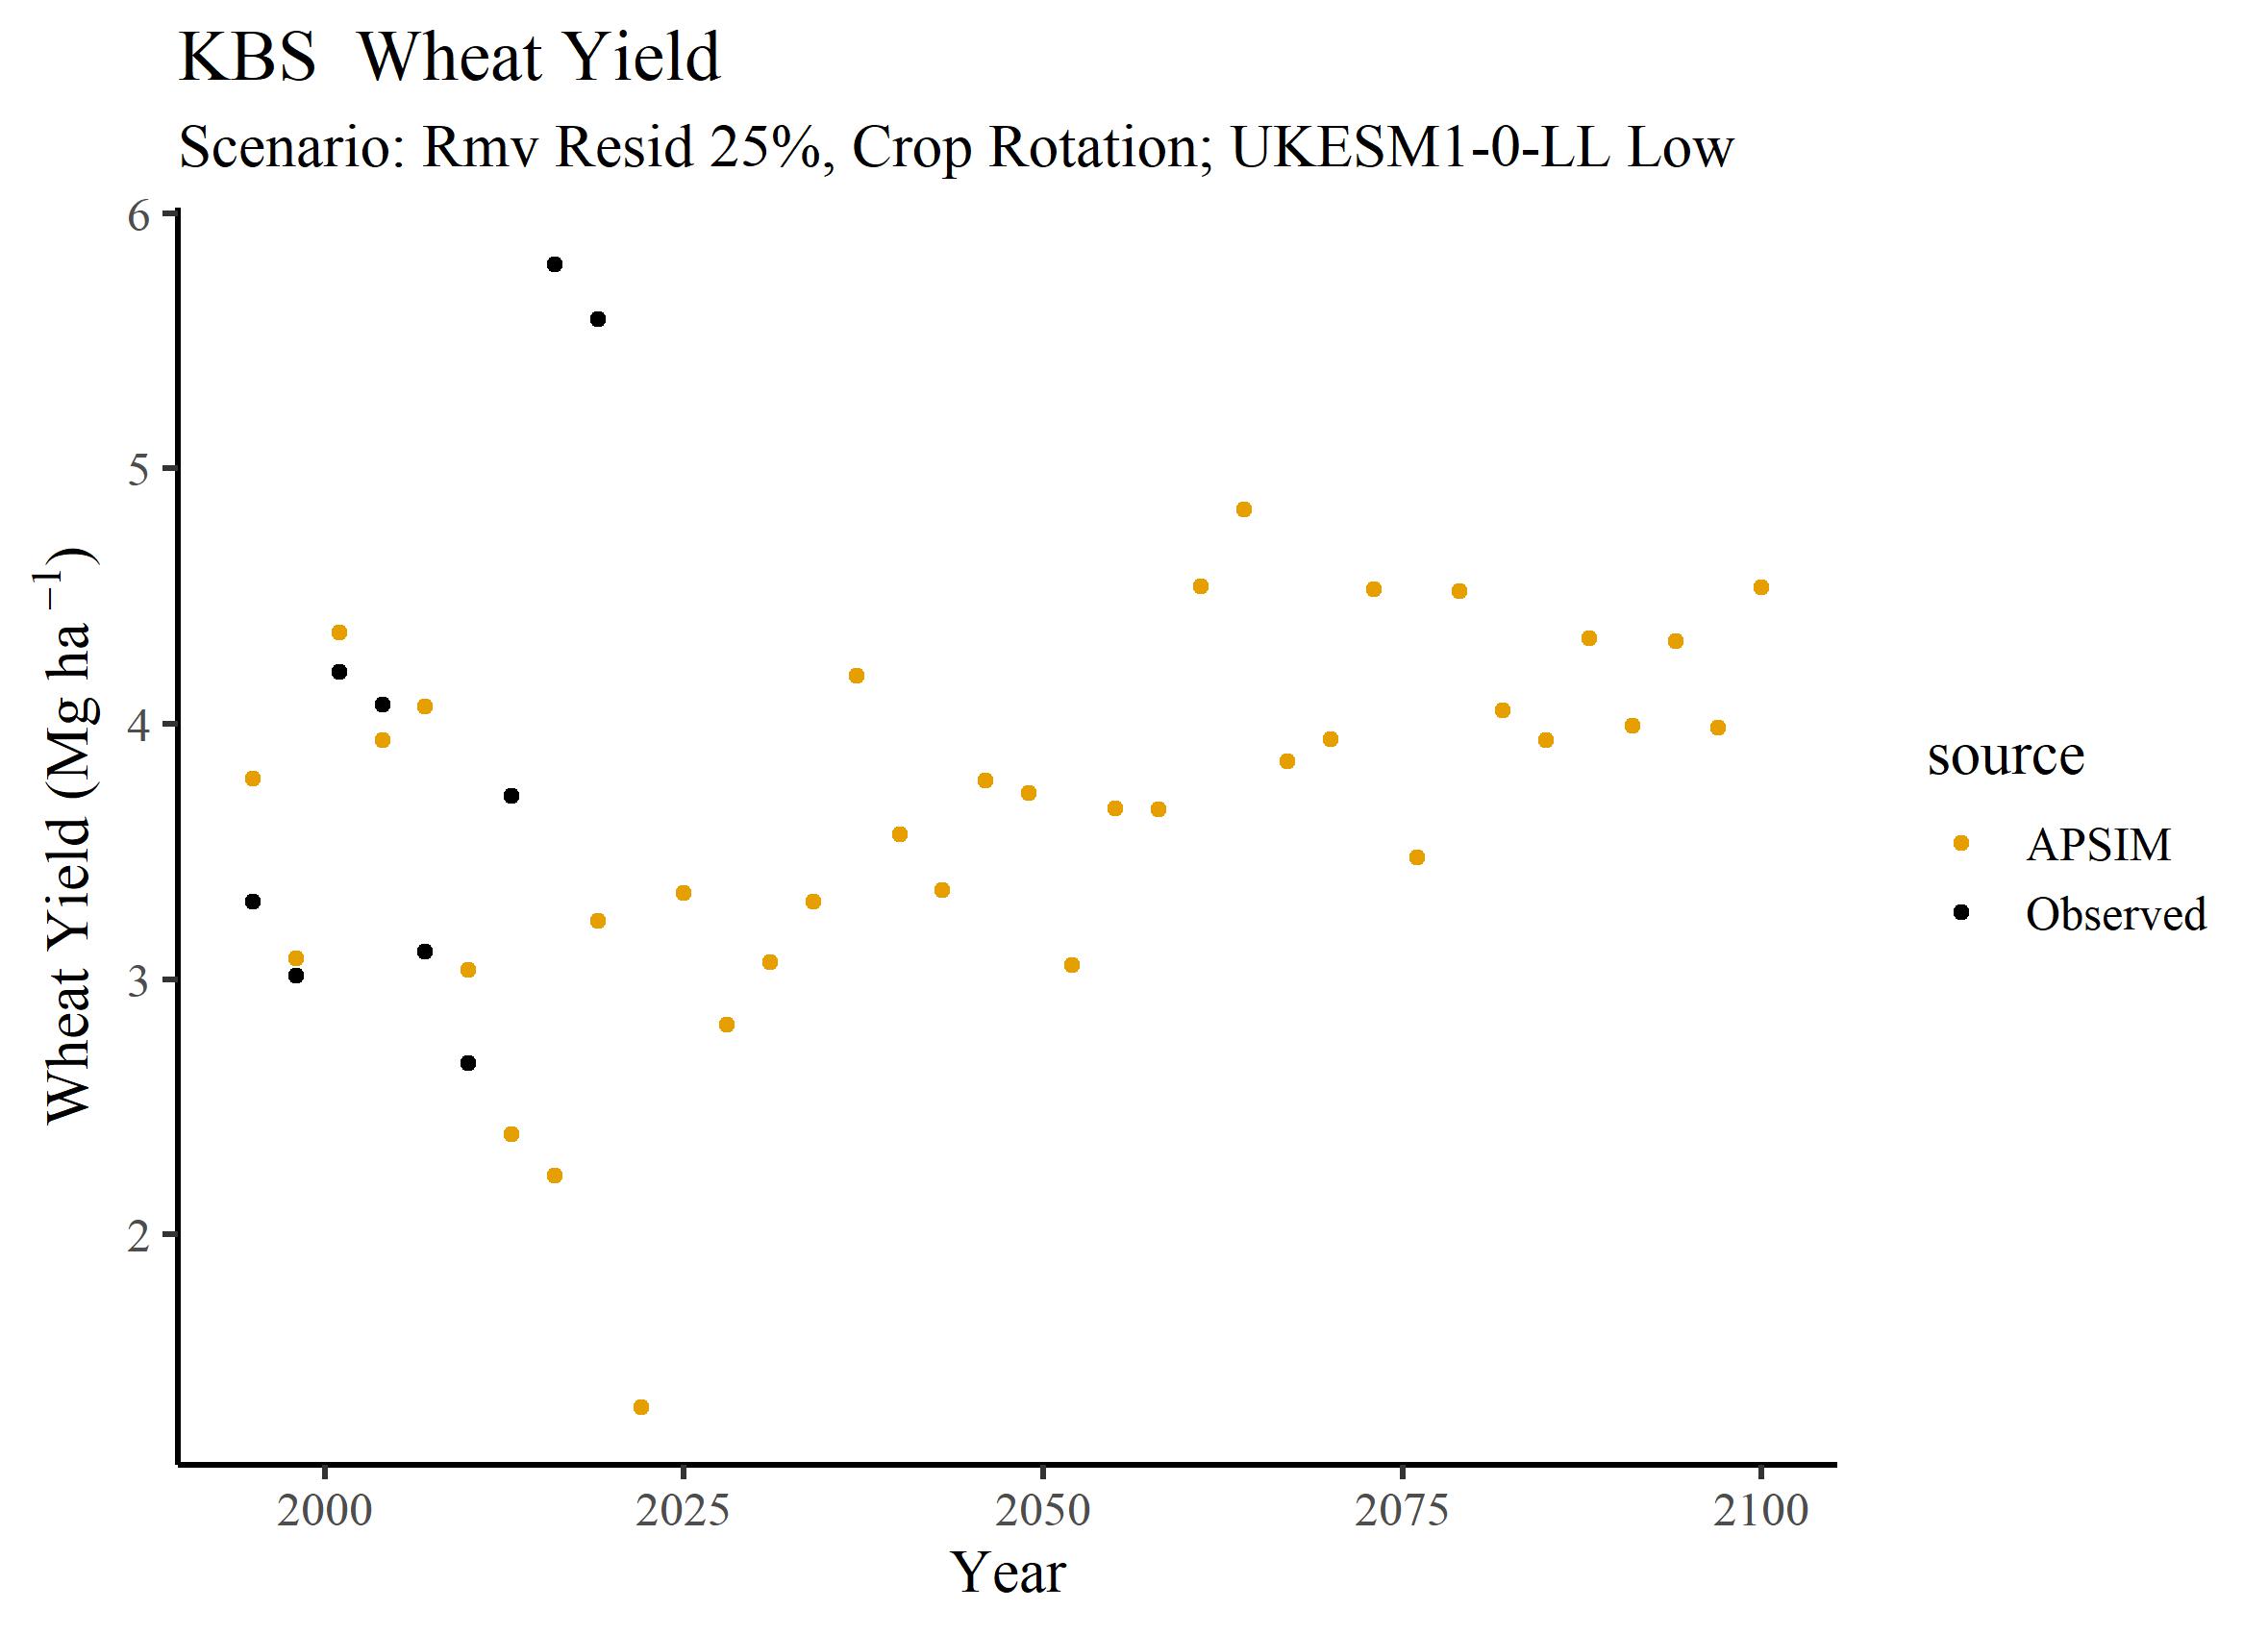 KBS  Wheat Yield
Scenario: Rmv Resid 25%, Crop Rotation; UKESM1-0-LL Low
6
5
4
3
2
Wheat Yield (Mg ha −1)
2000 2025 2050 2075 2100
Year
source
APSIM
Observed